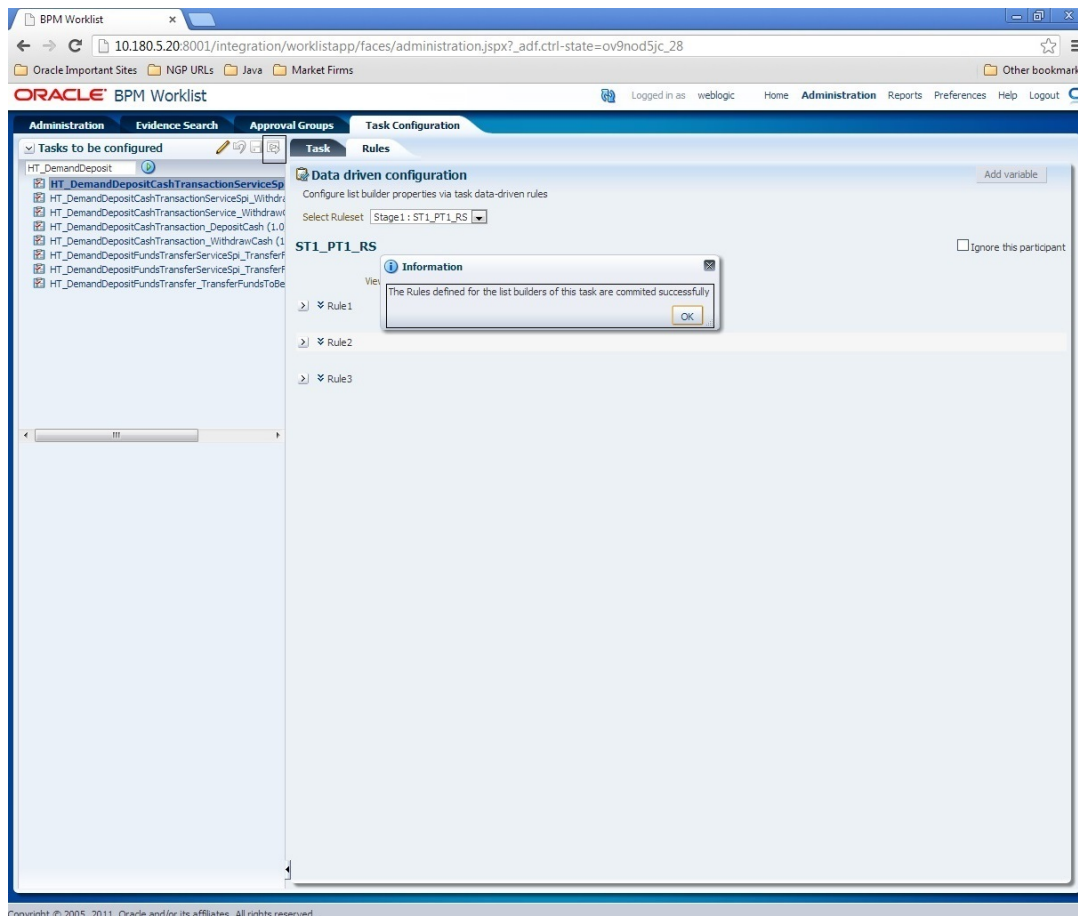 BPM Worklist
10.180.5.20:8001/integration/worklistapp/faces/administration.jspx?_adf.ctrl-state=ov9nod5jc_28
Oracle Important Sites NGP URLs Java Market Firms Other bookmark
ORACLE BPM Worklist Logged in as weblogic Home Administration Reports Preferences Help Logout
Administration Evidence Search Approval Groups Task Configuration
Tasks to be configured
Task Rules
HT_DemandDeposit
HT_DemandDepositCashTransactionServiceSp
HT_DemandDepositCashTransactionServiceSpi_Withdra
HT_DemandDepositCashTransactionService_Withdraw
HT_DemandDepositCashTransaction_DepositCash (1.0
HT_DemandDepositCashTransaction_WithdrawCash (1
HT_DemandDepositFundsTransferServiceSpi_TransferF
HT_DemandDepositFundsTransferServiceSpi_TransferF
HT_DemandDepositFundsTransfer_TransferFundsToBe
Data driven configuration Add variable
Configure list builder properties via task data-driven rules
Select Ruleset Stage1 : ST1_PT1_RS
ST1_PT1_RS Ignore this participant
Information
View
The Rules defined for the list builders of this task are commited successfully
OK
Rule1
Rule2
Rule3
Copyright © 2005, 2011, Oracle and/or its affiliates. All rights reserved.